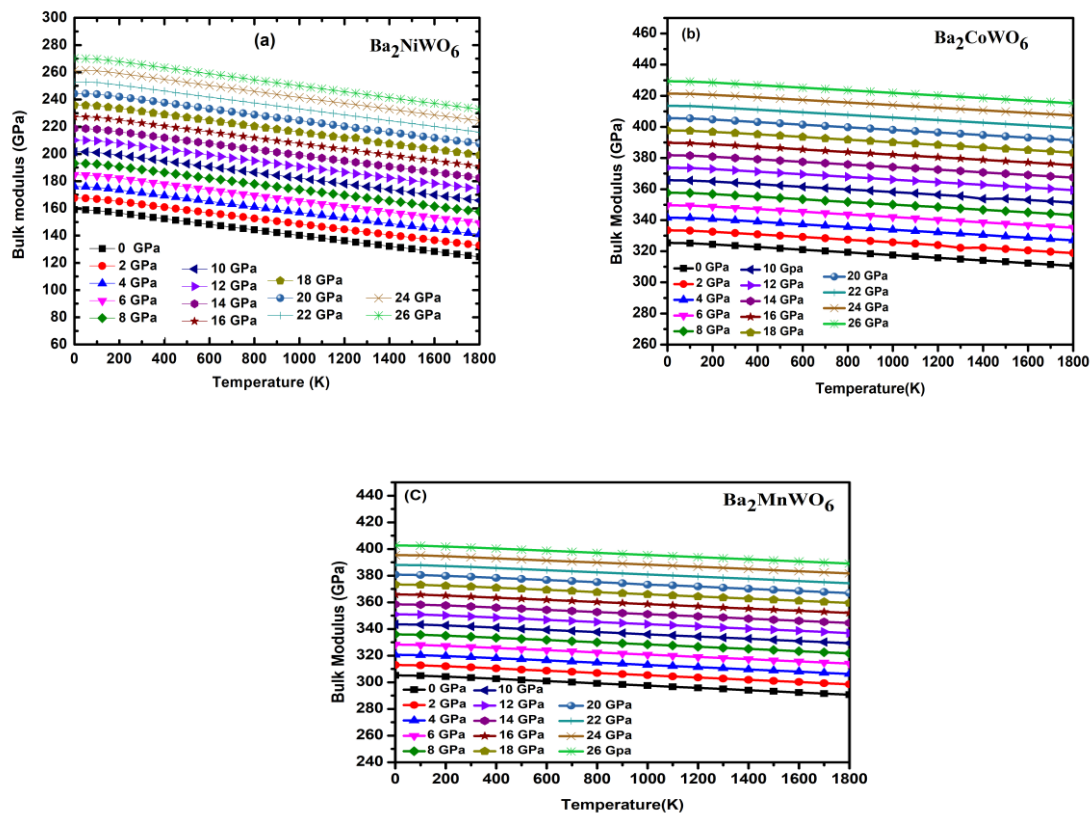 (a)
Ba2NiWO6
Bulk modulus (GPa)
300
280
260
240
220
200
180
160
140
120
100
80
60
0 GPa
2 GPa
4 GPa
6 GPa
8 GPa
10 GPa
12 GPa
14 GPa
16 GPa
18 GPa
20 GPa
22 GPa
24 GPa
26 GPa
0 200 400 600 800 1000 1200 1400 1600 1800
Temperature (K)
(b)
Ba2CoWO6
Bulk Modulus (GPa)
460
440
420
400
380
360
340
320
300
280
260
0 GPa
2 GPa
4 GPa
6 GPa
8 GPa
10 Gpa
12 GPa
14 GPa
16 GPa
18 GPa
20 GPa
22 GPa
24 GPa
26 GPa
0 200 400 600 800 1000 1200 1400 1600 1800
Temperature(K)
(C)
Ba2MnWO6
Bulk Modulus (GPa)
440
420
400
380
360
340
320
300
280
260
240
0 GPa
2 GPa
4 GPa
6 GPa
8 GPa
10 GPa
12 GPa
14 GPa
16 GPa
18 GPa
20 GPa
22 GPa
24 GPa
26 Gpa
0 200 400 600 800 1000 1200 1400 1600 1800
Temperature(K)